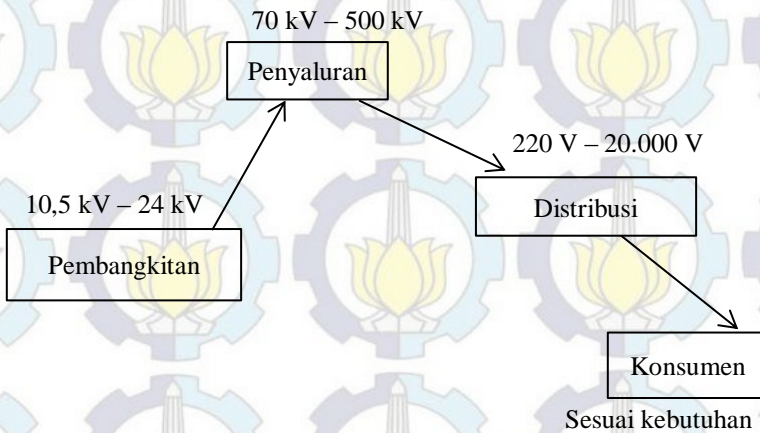 70 kV – 500 kV
Penyaluran
220 V – 20.000 V
Distribusi
10,5 kV – 24 kV
Pembangkitan
Konsumen
Sesuai kebutuhan